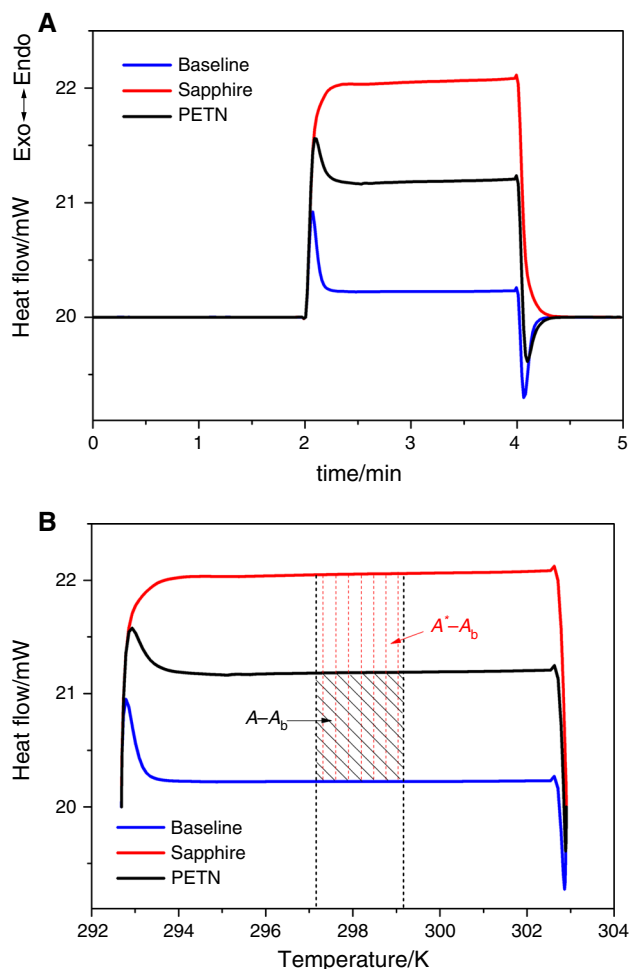 A
Exo↔Endo
Heat flow/mW
22
21
20
Baseline
Sapphire
PETN
0 1 2 3 4 5
time/min
B
Heat flow/mW
22
21
20
A*–Ab
A–Ab
Baseline
Sapphire
PETN
292 294 296 298 300 302 304
Temperature/K